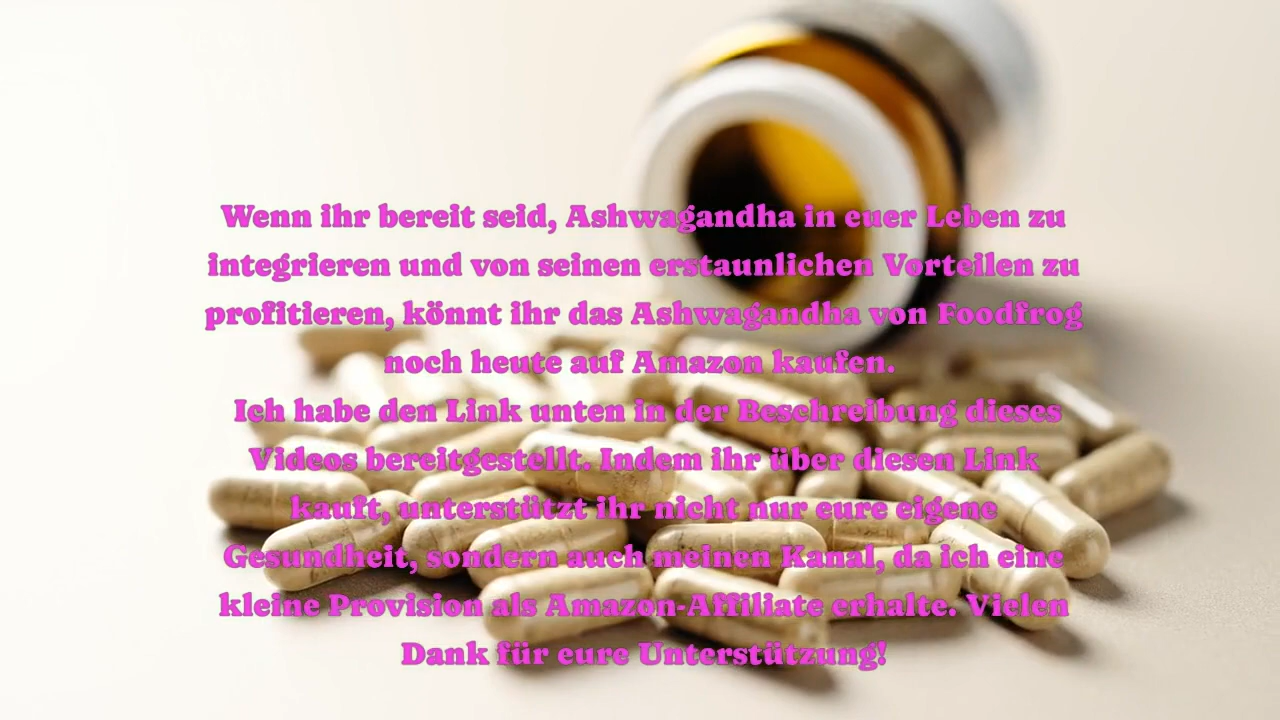 Wenn ihr bereit seid, Ashwagandha in euer Leben zu
integrieren und von seinen erstaunlichen Vorteilen zu
profitieren, könnt ihr das Ashwagandha von Foodfrog
noch heute auf Amazon kaufen.
Ich habe den Link unten in der Beschreibung dieses
Videos bereitgestellt. Indem ihr über diesen Link
kauft, unterstützt ihr nicht nur eure eigene
Gesundheit, sondern auch meinen Kanal, da ich eine
kleine Provision als Amazon-Affiliate erhalte. Vielen
Dank für eure Unterstützung!